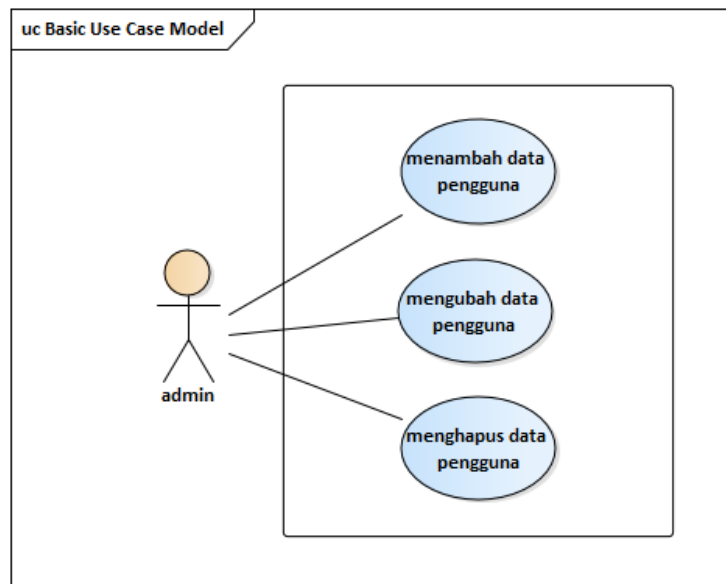 uc Basic Use Case Model
menambah data
pengguna
mengubah data
pengguna
admin
menghapus data
pengguna